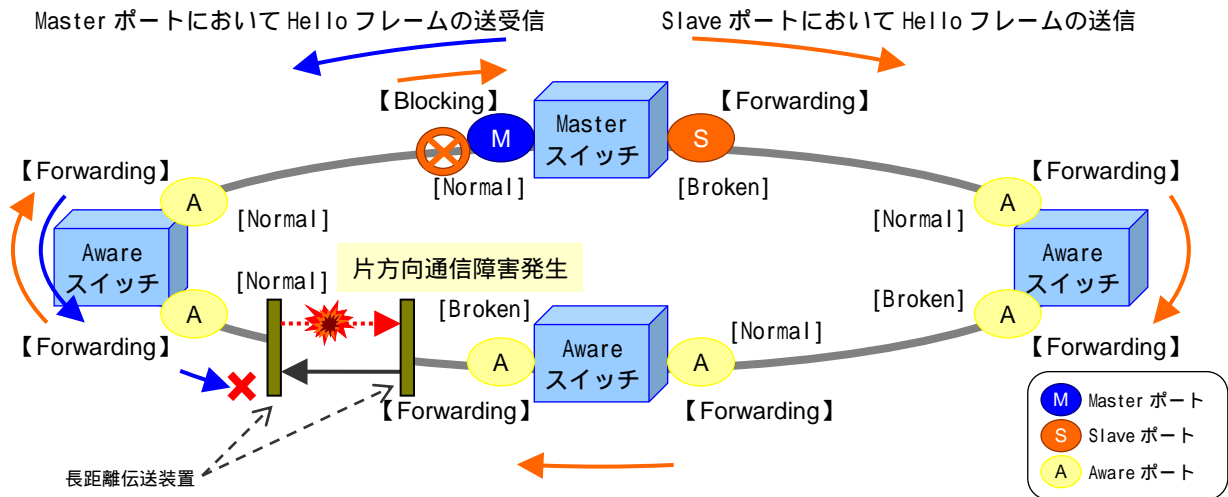 Master ポートにおいて Hello フレームの送受信
Slave ポートにおいて Hello フレームの送信
【Blocking】
【Forwarding】
M
Master
スイッチ
S
[Normal]
[Broken]
【Forwarding】
A
[Normal]
Aware
スイッチ
A
【Forwarding】
【Forwarding】
A
[Normal]
Aware
スイッチ
[Broken]
A
【Forwarding】
[Normal]
片方向通信障害発生
[Broken]
A
Aware
スイッチ
A
[Normal]
【Forwarding】
【Forwarding】
長距離伝送装置
M Master ポート
S Slave ポート
A Aware ポート